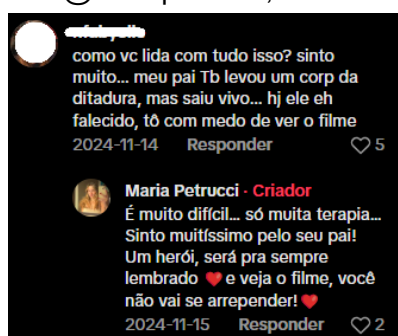 como vc lida com tudo isso? sinto
muito... meu pai Tb levou um corp da
ditadura, mas saiu vivo... hj ele eh
falecido, tô com medo de ver o filme
2024-11-14 Responder 5
Maria Petrucci · Criador
É muito difícil... só muita terapia...
Sinto muitíssimo pelo seu pai!
Um herói, será pra sempre
lembrado ❤️e veja o filme, você
não vai se arrepender!❤️
2024-11-15 Responder 2